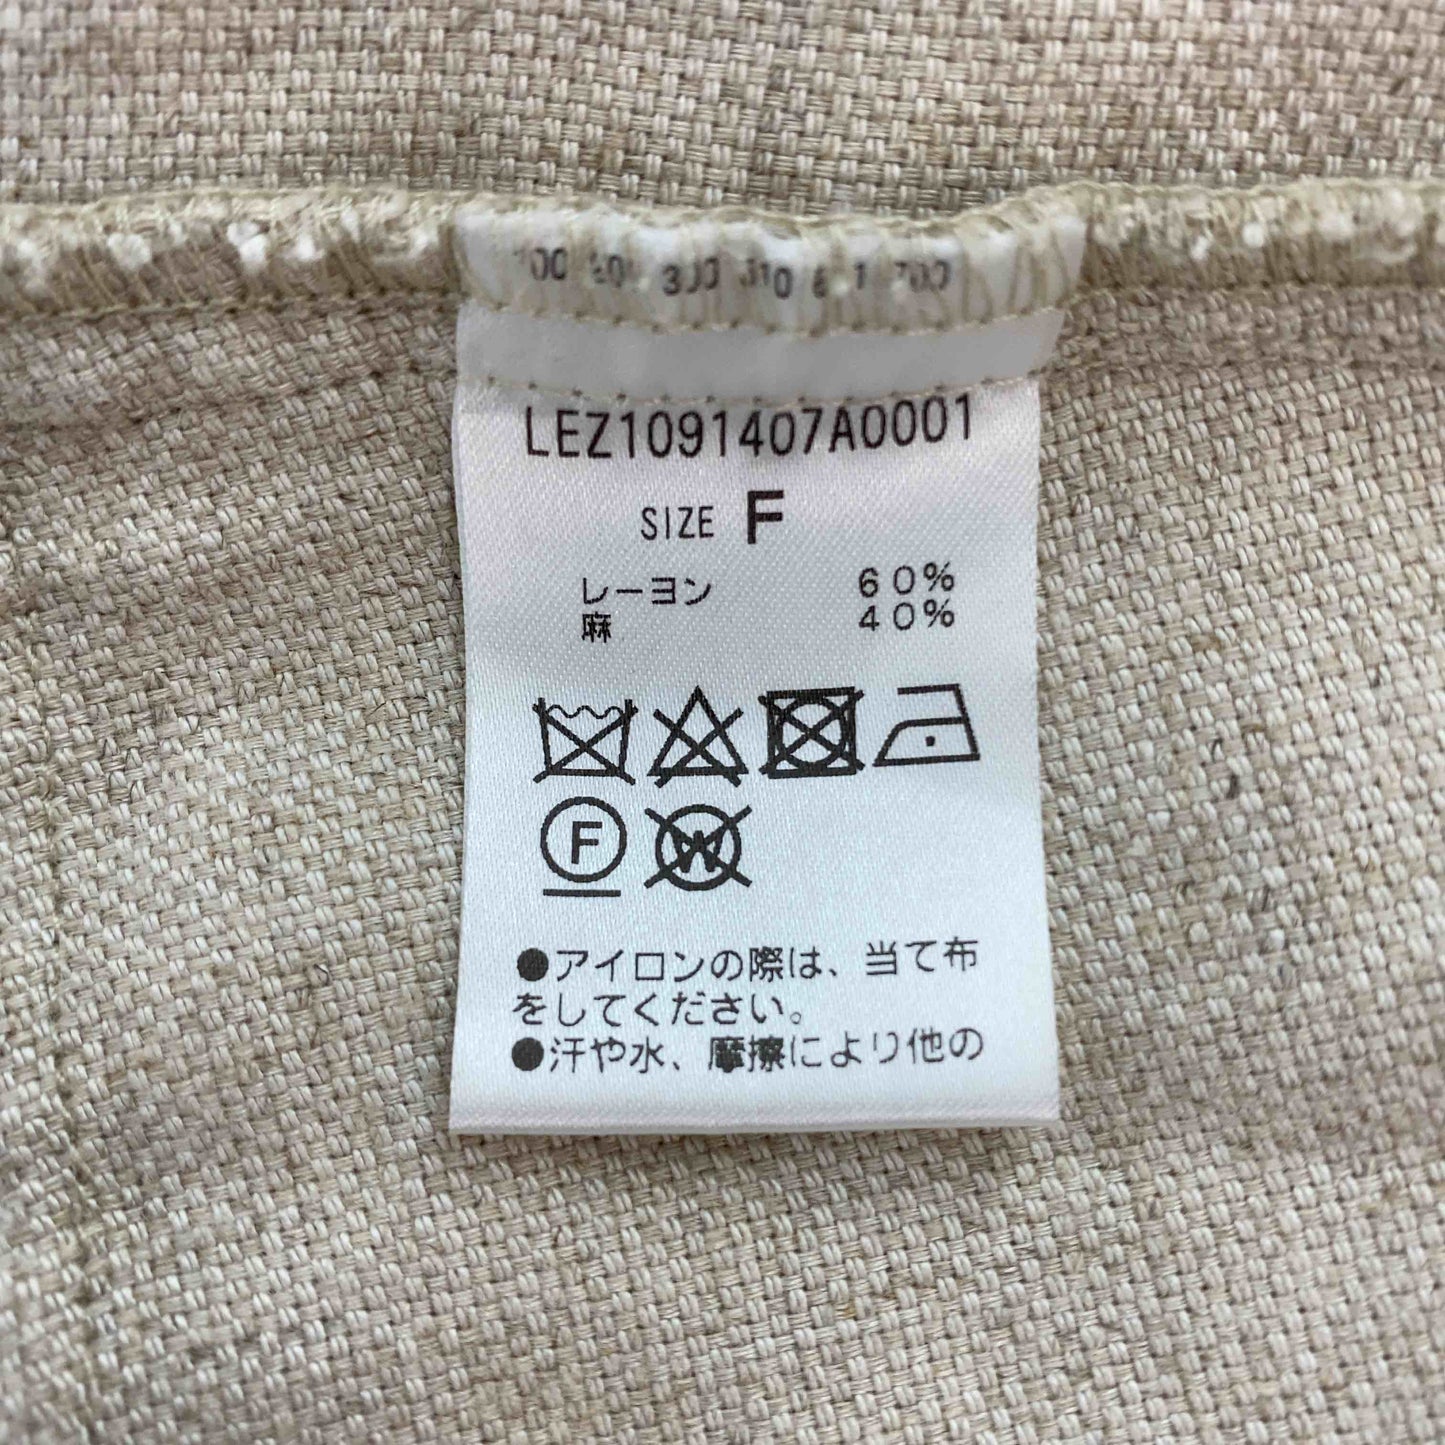 LEZ1091407A0001
SIZE F
レーヨン 60%
麻 40%
F
W
●アイロンの際は、当て布
をしてください。
●汗や水、摩擦により他の